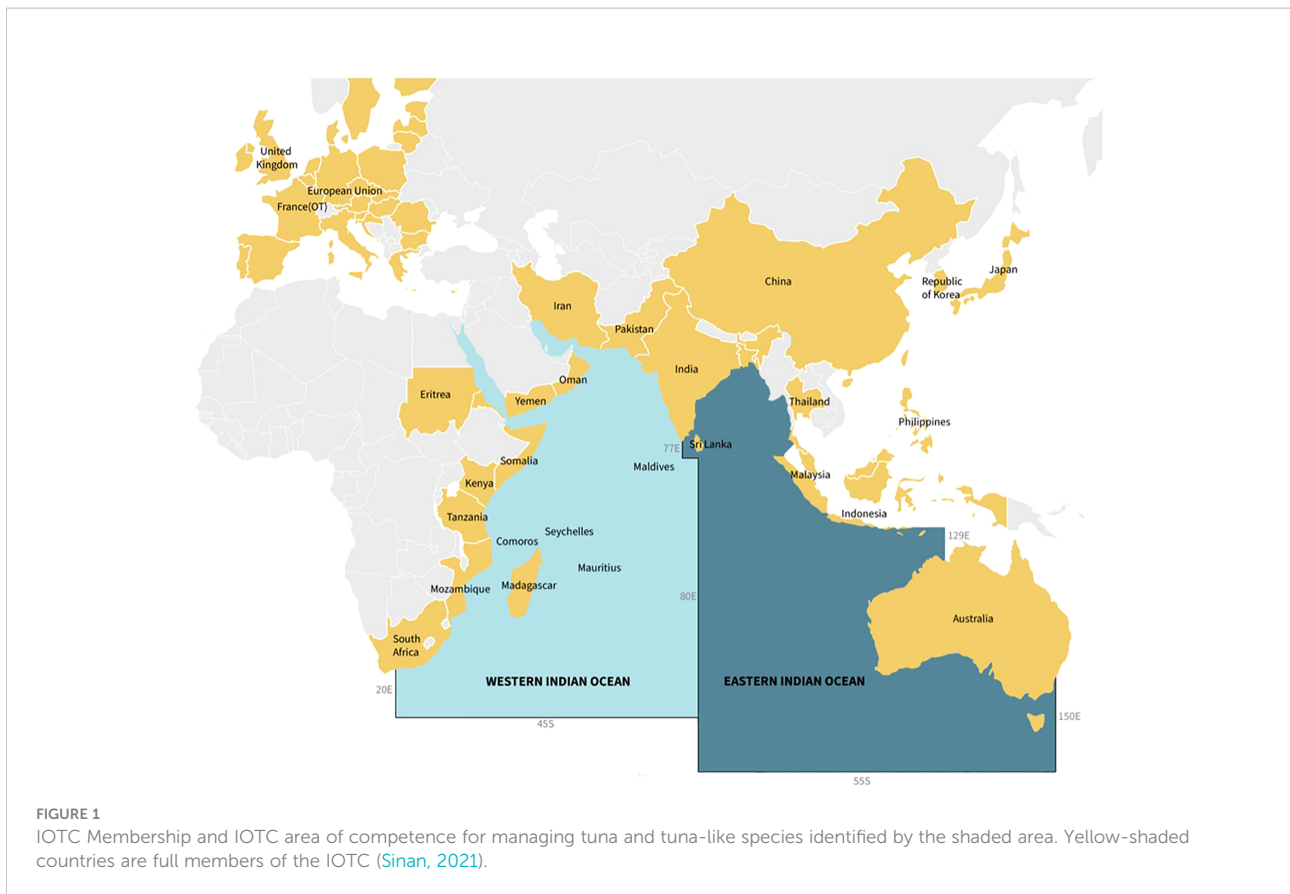 United
Kingdom
European Union
France(OT)
China
Japan
Republic
of Korea
Iran
Pakistan
India
Oman
Yemen
Eritrea
Thailand
Philippines
77E
Sri Lanka
Maldives
Somalia
Kenya
Malaysia
Tanzania
Indonesia
Seychelles
Comoros
129E
Mauritius
Madagascar
Mozambique
80E
Australia
South
Africa
WESTERN INDIAN OCEAN
EASTERN INDIAN OCEAN
20E
45S
150E
55S
FIGURE 1
IOTC Membership and IOTC area of competence for managing tuna and tuna-like species identified by the shaded area. Yellow-shaded
countries are full members of the IOTC (Sinan, 2021).